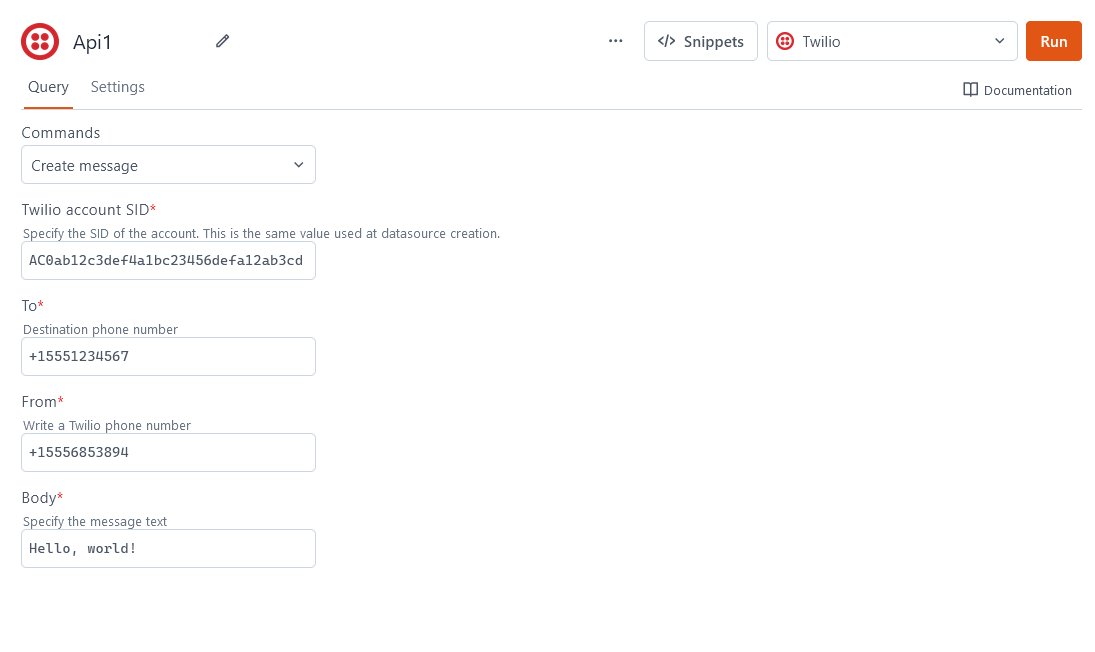 Api1
Snippets
Twilio
Run
Query
Settings
Documentation
Commands
Create message
Twilio account SID*
Specify the SID of the account. This is the same value used at datasource creation.
AC0ab12c3def4a1bc23456defa12ab3cd
To*
Destination phone number
+15551234567
From*
Write a Twilio phone number
+15556853894
Body*
Specify the message text
Hello, world!